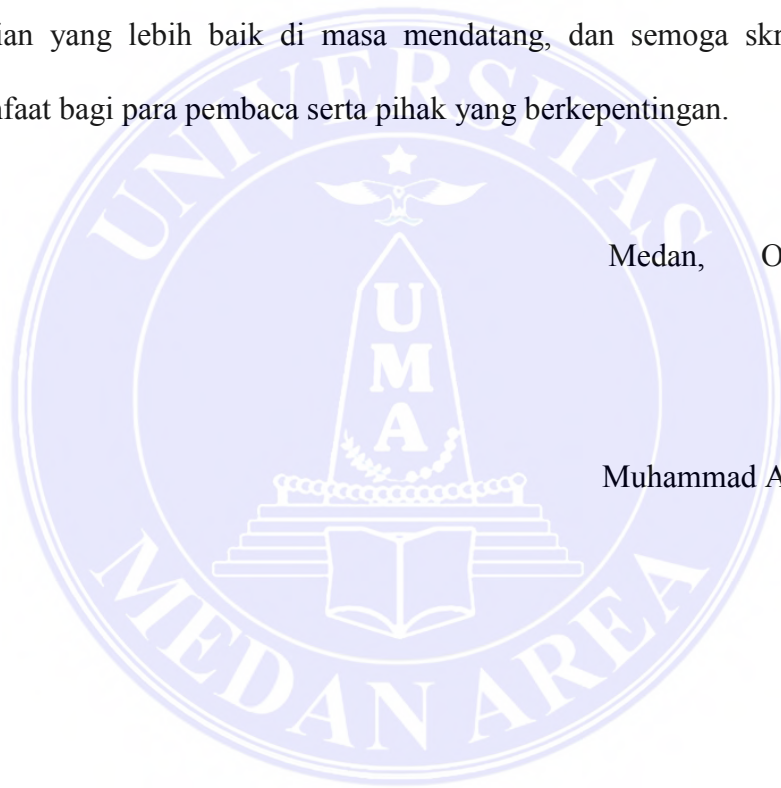 ian yang lebih baik di masa mendatang, dan semoga sk
faat bagi para pembaca serta pihak yang berkepentingan.
UNIVERSITAS
Medan, O
U
M
A
Muhammad A
MEDAN AREA